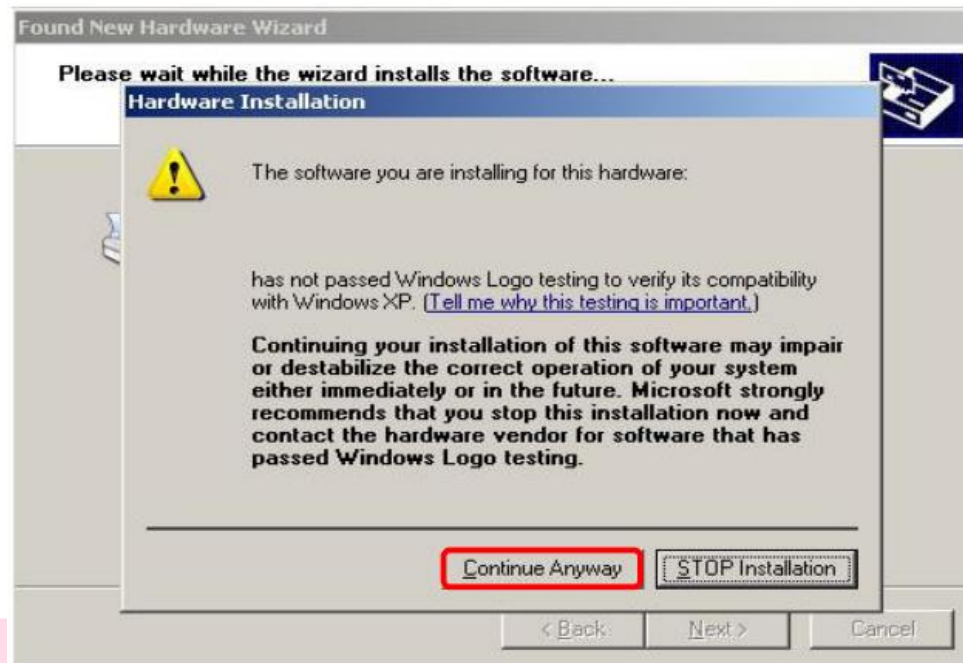 Found New Hardware Wizard
Please wait while the wizard installs the software...
Hardware Installation
The software you are installing for this hardware:
has not passed Windows Logo testing to verify its compatibility
with Windows XP. (Tell me why this testing is important.)
Continuing your installation of this software may impair
or destabilize the correct operation of your system
either immediately or in the future. Microsoft strongly
recommends that you stop this installation now and
contact the hardware vendor for software that has
passed Windows Logo testing.
Continue Anyway
STOP Installation
< Back
Next >
Cancel